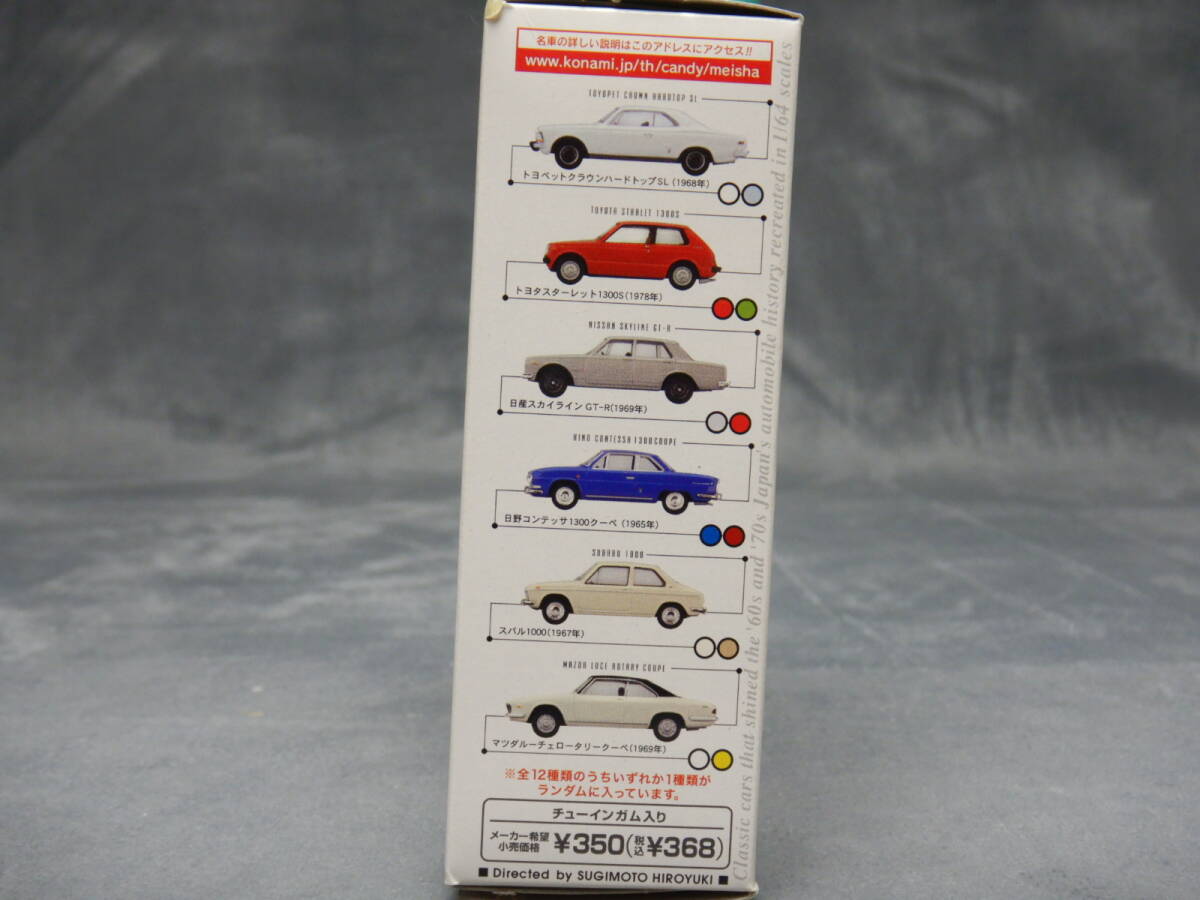 名車の詳しい説明はこのアドレスにアクセス!!
www.konami.jp/th/candy/meisha
TOYOPET CROWN HARDTOP SL
トヨペットクラウンハードトップSL (1968年)
TOYOTA STARLET 1300S
トヨタスターレット1300S(1978年)
NISSAN SKYLINE GT-R
日産スカイライン GT-R(1969年)
HINO CONTESSA 1300COUPE
日野コンテッサ1300クーペ (1965年)
SUBARU 1000
スバル1000(1967年)
MAZDA LUCE ROTARY COUPE
マツダルーチェロータリークーペ(1969年)
※全12種類のうちいずれか1種類が
ランダムに入っています。
チューインガム入り
メーカー希望
小売価格 ¥350(税込¥368)
■ Directed by SUGIMOTO HIROYUKI ■
Classic cars that shined the '60s and '70s Japan's automobile history recreated in 1/64 scales